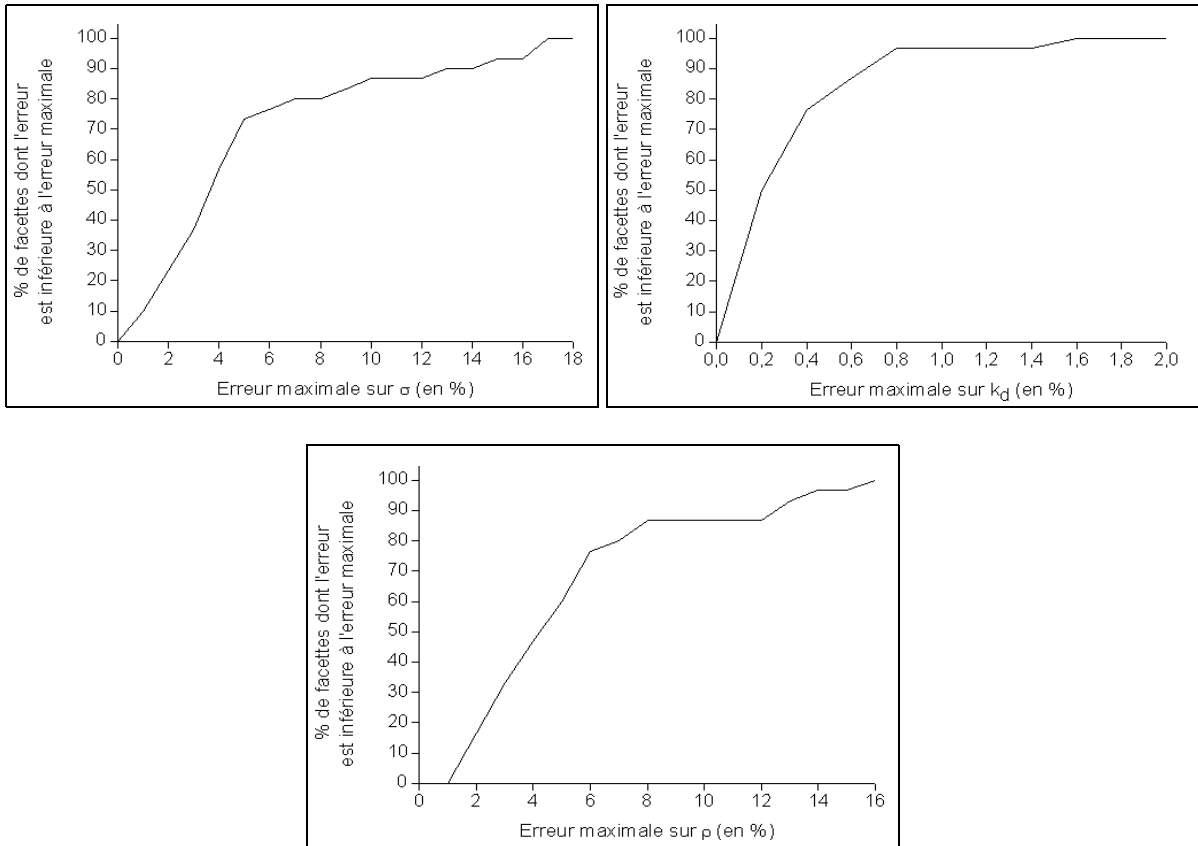 % de facettes dont l'erreur
est inférieure à l'erreur maximale
100
90
80
70
60
50
40
30
20
10
0
0 2 4 6 8 10 12 14 16 18
Erreur maximale sur σ (en %)
% de facettes dont l'erreur
est inférieure à l'erreur maximale
100
90
80
70
60
50
40
30
20
10
0
0,0 0,2 0,4 0,6 0,8 1,0 1,2 1,4 1,6 1,8 2,0
Erreur maximale sur kd (en %)
% de facettes dont l'erreur
est inférieure à l'erreur maximale
100
90
80
70
60
50
40
30
20
10
0
0 2 4 6 8 10 12 14 16
Erreur maximale sur ρ (en %)